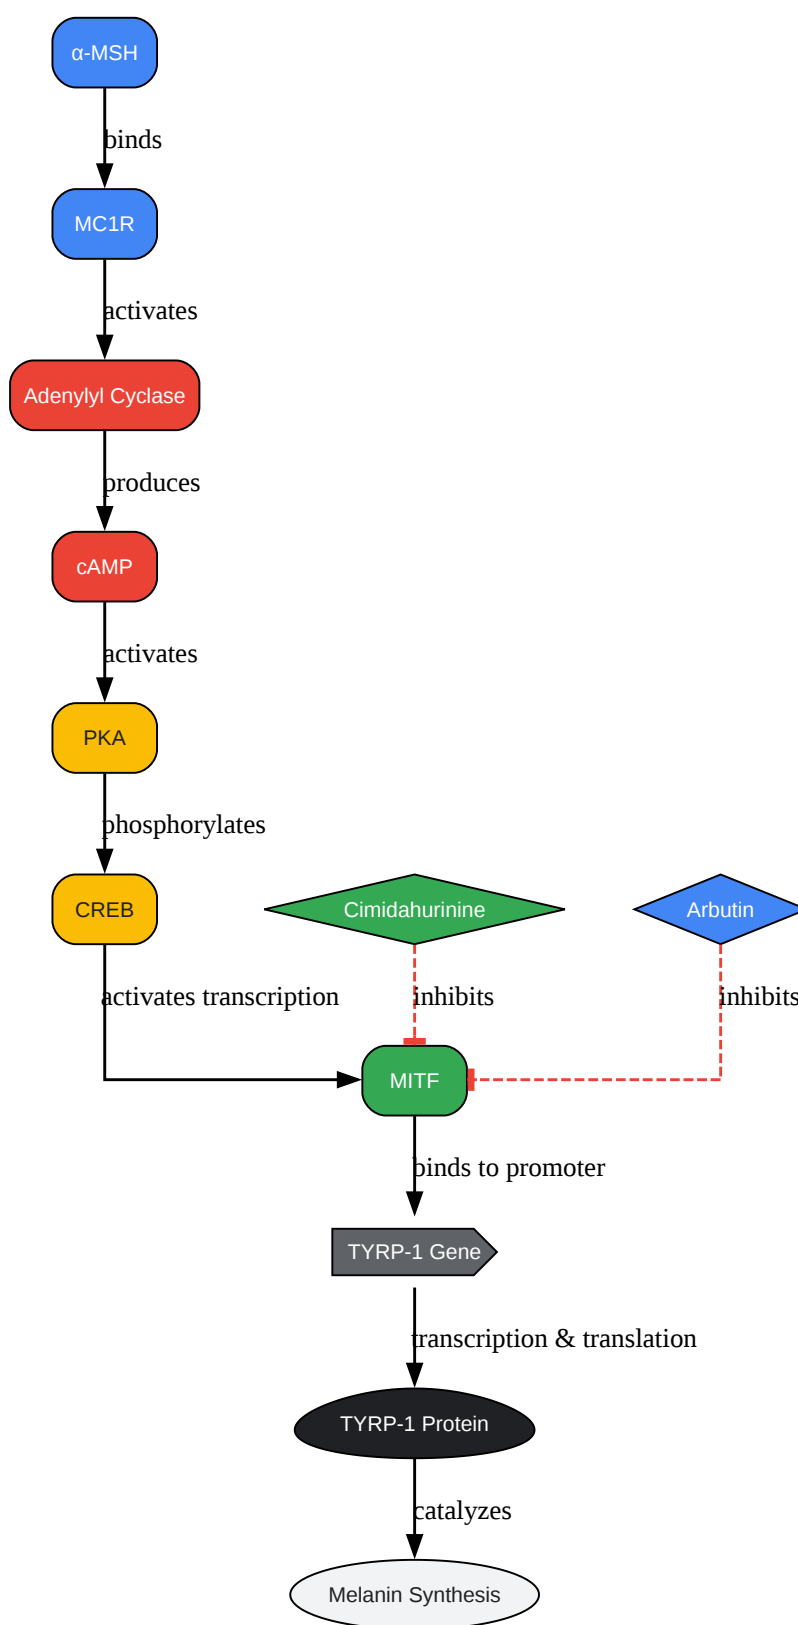 α-MSH
binds
MC1R
activates
Adenylyl Cyclase
produces
cAMP
activates
PKA
phosphorylates
CREB
Cimidahurinine
Arbutin
activates transcription
inhibits
inhibits
MITF
binds to promoter
TYRP-1 Gene
transcription & translation
TYRP-1 Protein
catalyzes
Melanin Synthesis